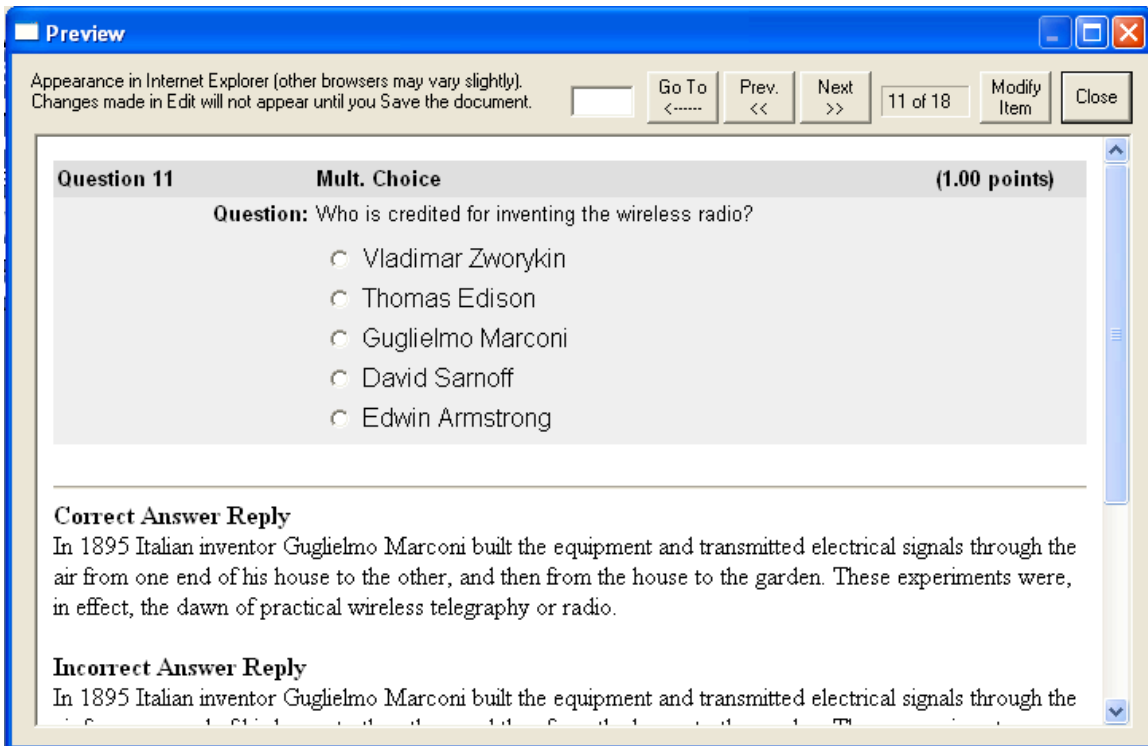 Preview
Appearance in Internet Explorer (other browsers may vary slightly).
Changes made in Edit will not appear until you Save the document.
Go To
<------
Prev.
<<
Next
>>
11 of 18
Modify
Item
Close
Question 11 Mult. Choice (1.00 points)
Question: Who is credited for inventing the wireless radio?
Vladimar Zworykin
Thomas Edison
Guglielmo Marconi
David Sarnoff
Edwin Armstrong
Correct Answer Reply
In 1895 Italian inventor Guglielmo Marconi built the equipment and transmitted electrical signals through the
air from one end of his house to the other, and then from the house to the garden. These experiments were,
in effect, the dawn of practical wireless telegraphy or radio.
Incorrect Answer Reply
In 1895 Italian inventor Guglielmo Marconi built the equipment and transmitted electrical signals through the